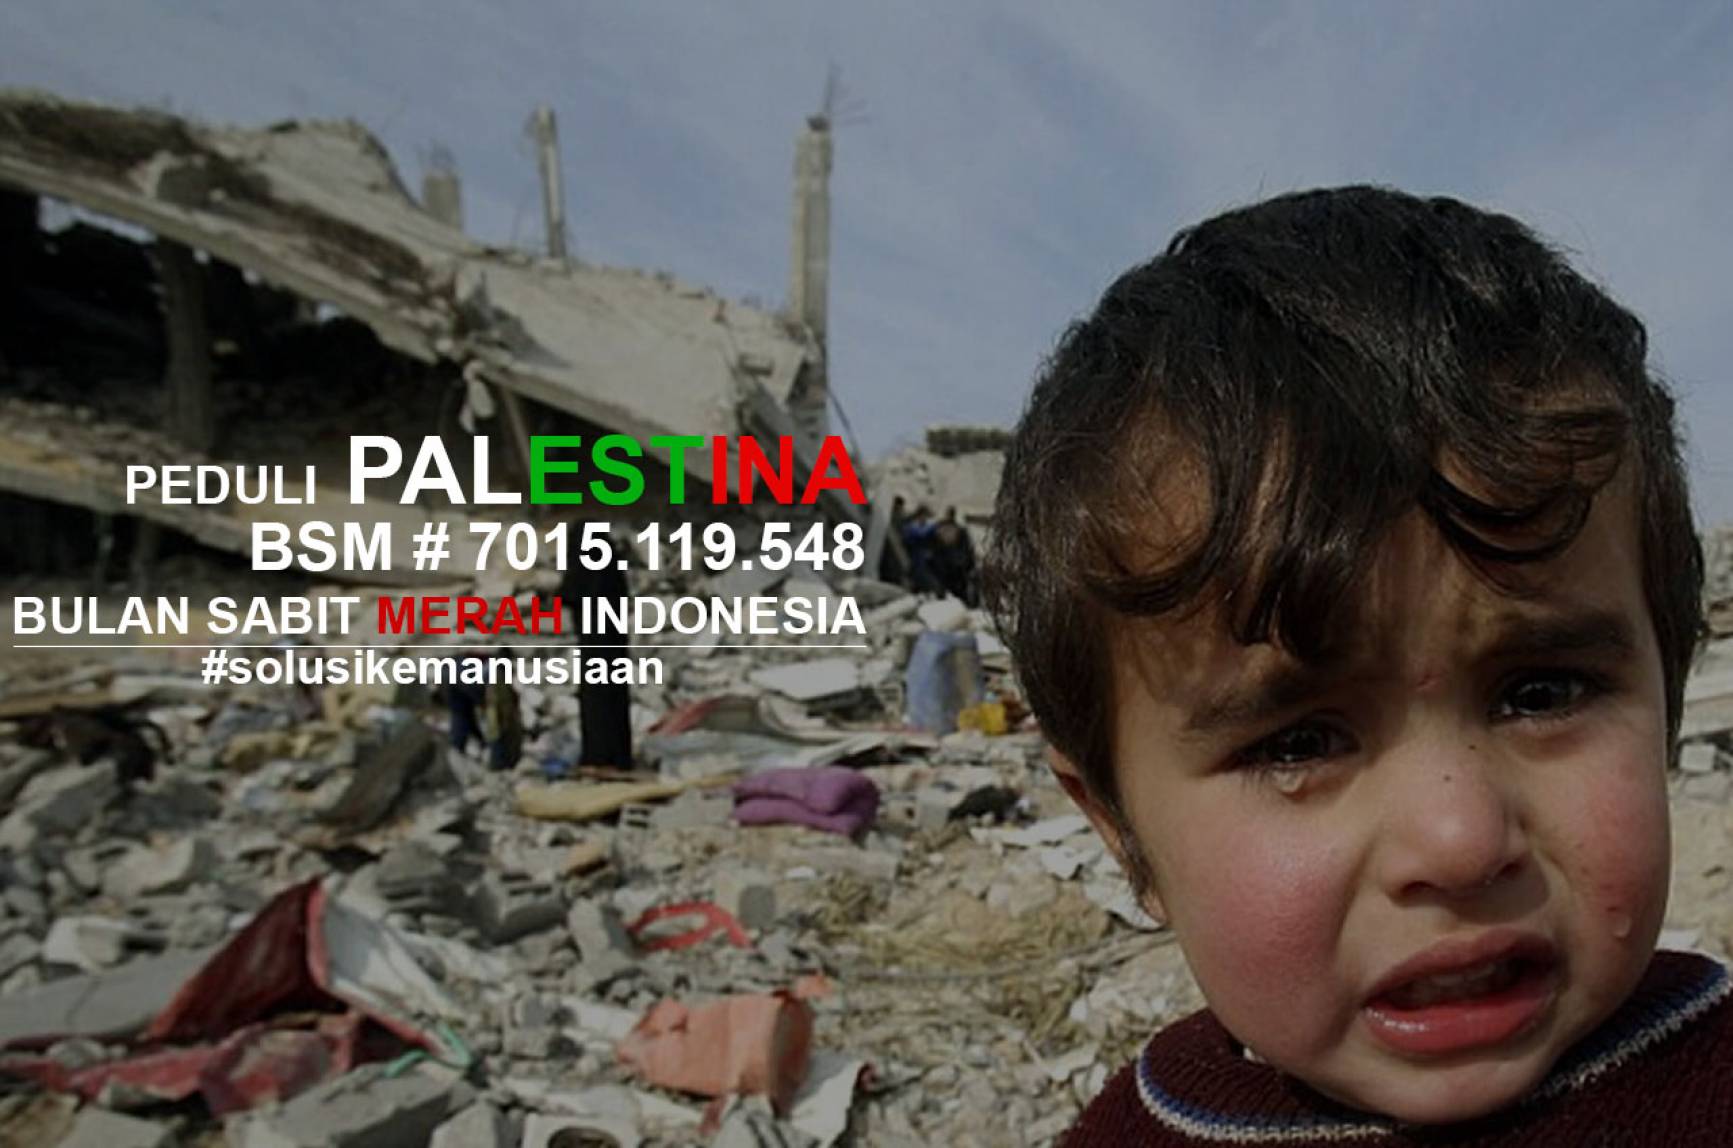 PEDULI PALESTINA
BSM # 7015.119.548
BULAN SABIT MERAH INDONESIA
#solusikemanusiaan